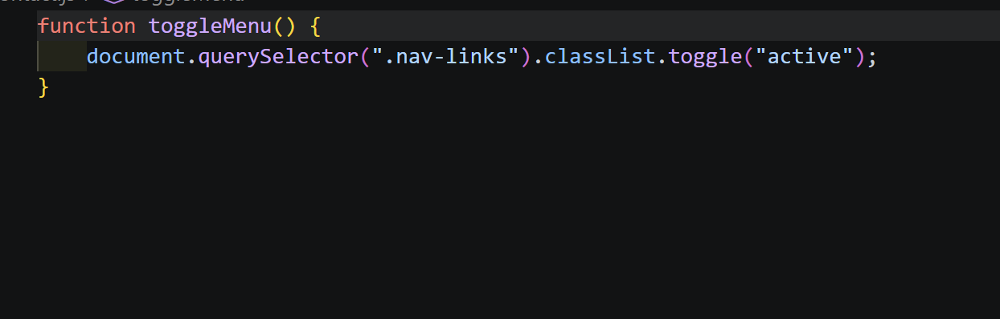 function toggleMenu() {
    document.querySelector(".nav-links").classList.toggle("active");
}